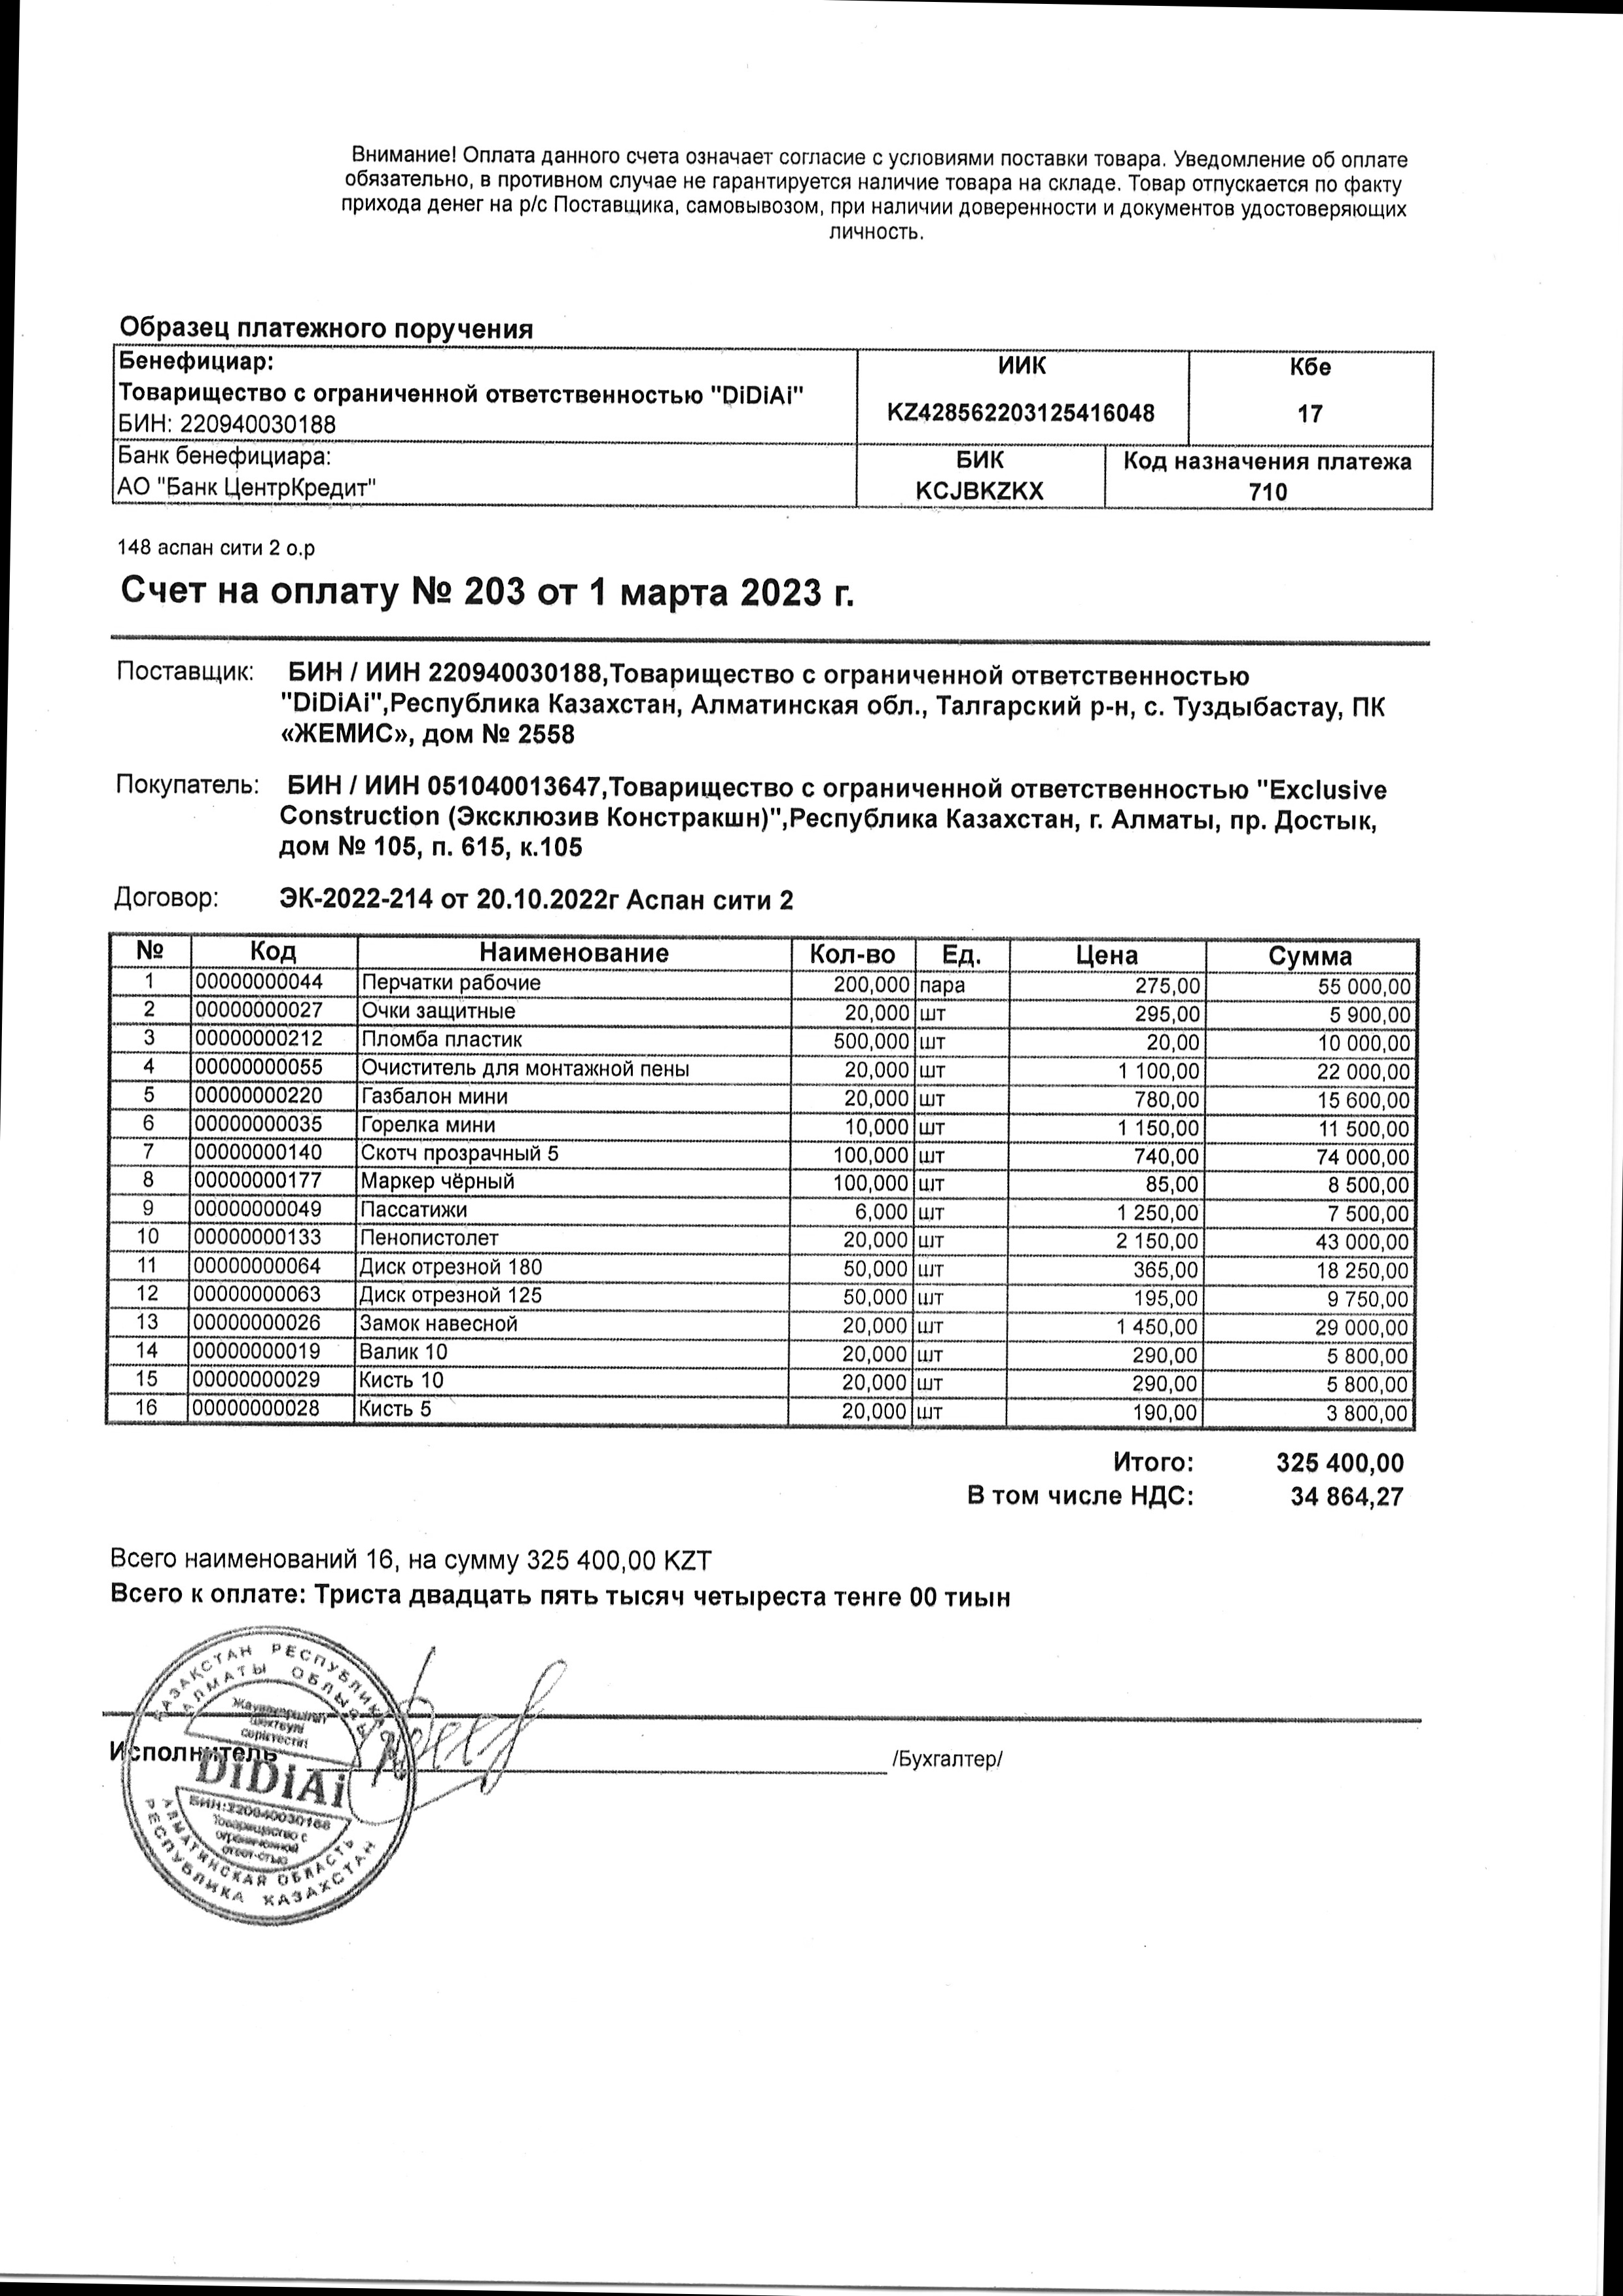 Внимание! Оплата данного счета означает согласие с условиями поставки товара. Уведомление об оплате
обязательно, в противном случае не гарантируется наличие товара на складе. Товар отпускается по факту
прихода денег на р/с Поставщика, самовывозом, при наличии доверенности и документов удостоверяющих
личность.
Образец платежного поручения
Бенефициар: ИИК Кбе
Товарищество с ограниченной ответственностью "DiDiAi"
KZ428562203125416048 17
БИН: 220940030188
Банк бенефициара: БИК Код назначения платежа
АО "Банк ЦентрКредит" KCJBKZKX 710
148 аспан сити 2 о.р
Счет на оплату № 203 от 1 марта 2023 г.
Поставщик: БИН / ИИН 220940030188,Товарищество с ограниченной ответственностью
"DiDiAi",Республика Казахстан, Алматинская обл., Талгарский р-н, с. Туздыбастау, ПК
«ЖЕМИС», дом № 2558
Покупатель: БИН / ИИН 051040013647,Товарищество с ограниченной ответственностью "Exclusive
Construction (Эксклюзив Констракшн)",Республика Казахстан, г. Алматы, пр. Достык,
дом № 105, п. 615, к.105
Договор: ЭК-2022-214 от 20.10.2022г Аспан сити 2
№ Код Наименование Кол-во Ед. Цена Сумма
1 00000000044 Перчатки рабочие 200,000 пара 275,00 55 000,00
2 00000000027 Очки защитные 20,000 шт 295,00 5 900,00
3 00000000212 Пломба пластик 500,000 шт 20,00 10 000,00
4 00000000055 Очиститель для монтажной пены 20,000 шт 1 100,00 22 000,00
5 00000000220 Газбалон мини 20,000 шт 780,00 15 600,00
6 00000000035 Горелка мини 10,000 шт 1 150,00 11 500,00
7 00000000140 Скотч прозрачный 5 100,000 шт 740,00 74 000,00
8 00000000177 Маркер чёрный 100,000 шт 85,00 8 500,00
9 00000000049 Пассатижи 6,000 шт 1 250,00 7 500,00
10 00000000133 Пенопистолет 20,000 шт 2 150,00 43 000,00
11 00000000064 Диск отрезной 180 50,000 шт 365,00 18 250,00
12 00000000063 Диск отрезной 125 50,000 шт 195,00 9 750,00
13 00000000026 Замок навесной 20,000 шт 1 450,00 29 000,00
14 00000000019 Валик 10 20,000 шт 290,00 5 800,00
15 00000000029 Кисть 10 20,000 шт 290,00 5 800,00
16 00000000028 Кисть 5 20,000 шт 190,00 3 800,00
Итого: 325 400,00
В том числе НДС: 34 864,27
Всего наименований 16, на сумму 325 400,00 KZT
Всего к оплате: Триста двадцать пять тысяч четыреста тенге 00 тиын
Исполнитель /Бухгалтер/
ҚАЗАҚСТАН РЕСПУБЛИКАСЫ
АЛМАТЫ ОБЛЫСЫ
DiDiAi
БИН:220940030188
Товарищество с
ограниченной
ответ-стью
АЛМАТИНСКАЯ ОБЛАСТЬ
РЕСПУБЛИКА КАЗАХСТАН